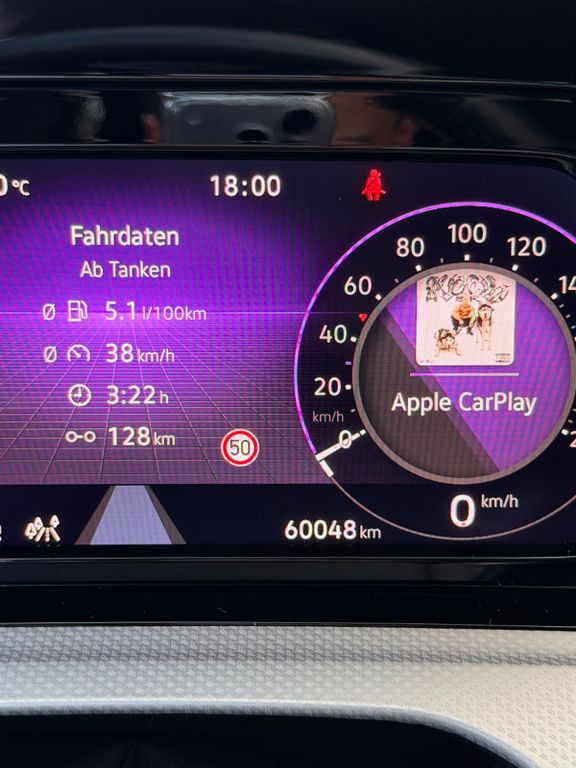 0°C
18:00
Fahrdaten
Ab Tanken
Ø 5.1 l/100km
Ø 38 km/h
3:22 h
128 km
50
60048 km
0
20
40
60
80
100
120
km/h
Apple CarPlay
0 km/h